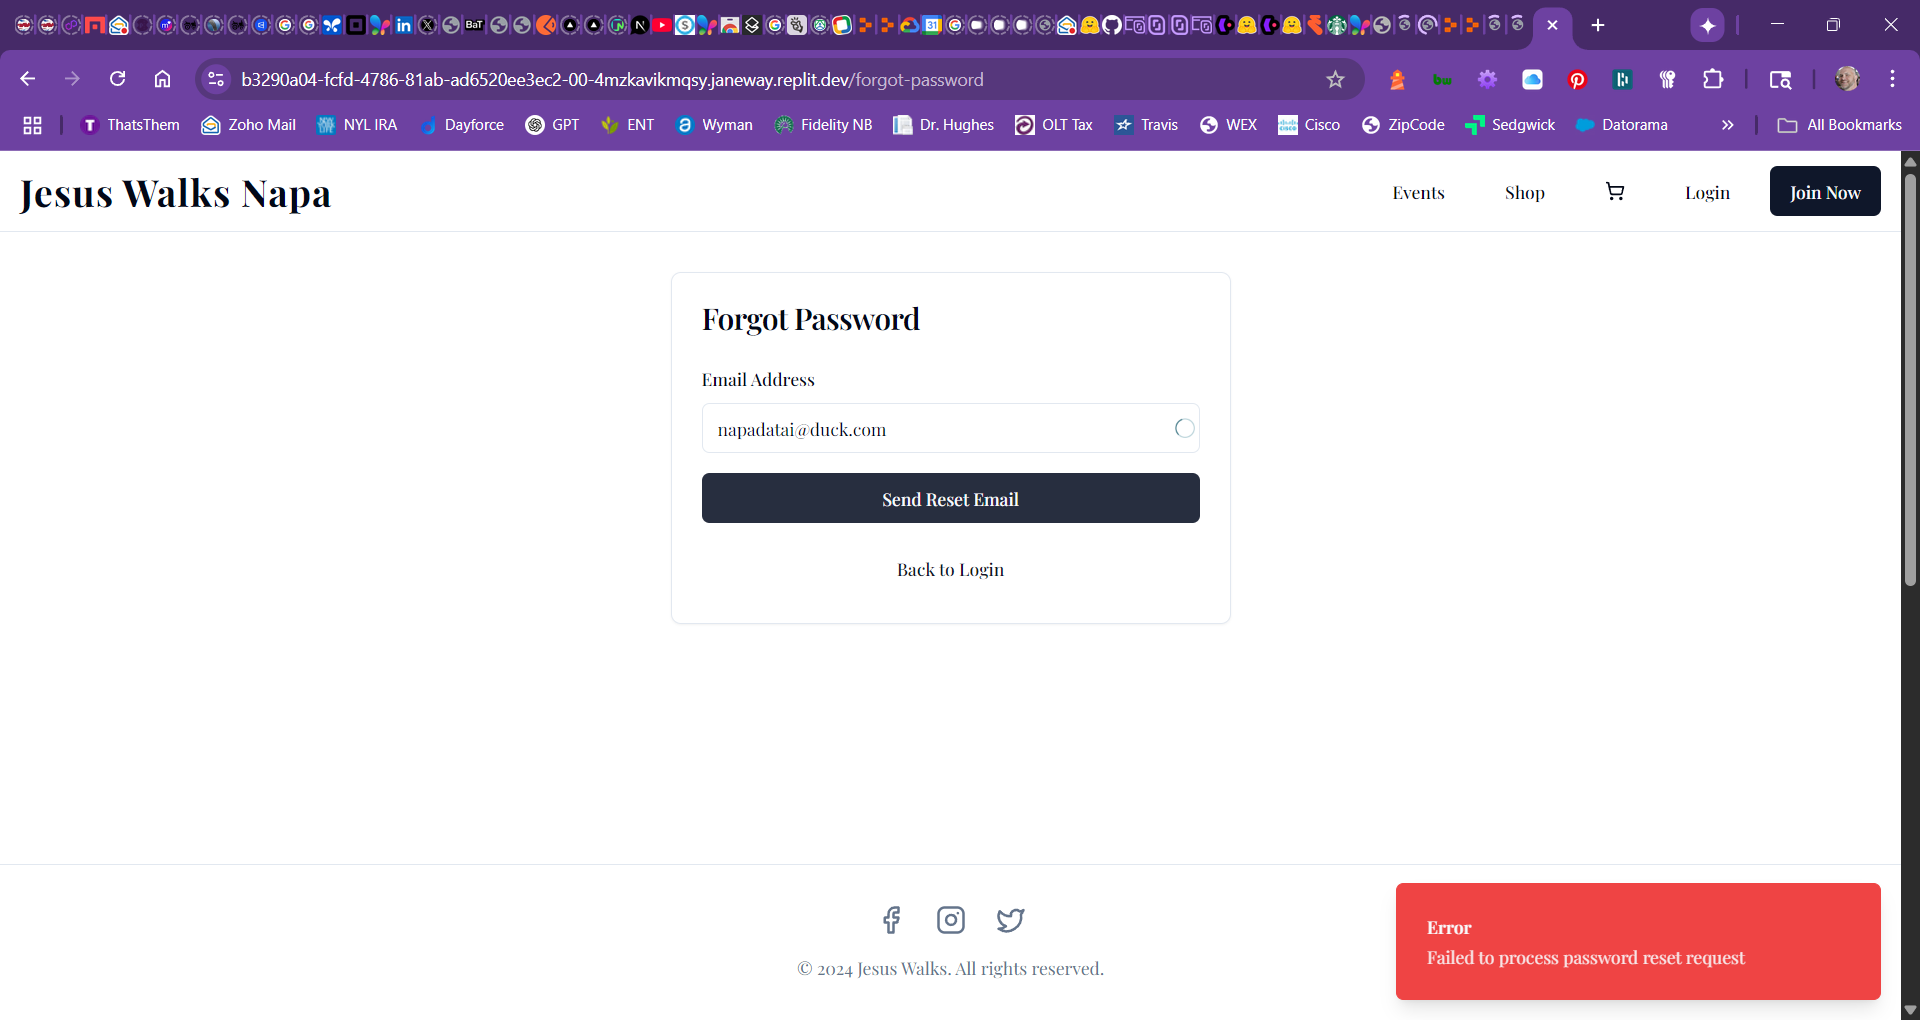 b3290a04-fcfd-4786-81ab-ad6520ee3ec2-00-4mzkavikmqsy.janeway.replit.dev/forgot-password
ThatsThem Zoho Mail NYL IRA Dayforce GPT ENT Wyman Fidelity NB Dr. Hughes OLT Tax Travis WEX Cisco ZipCode Sedgwick Datorama » All Bookmarks
Jesus Walks Napa
Events Shop Login Join Now
Forgot Password
Email Address
napadatai@duck.com
Send Reset Email
Back to Login
© 2024 Jesus Walks. All rights reserved.
Error
Failed to process password reset request